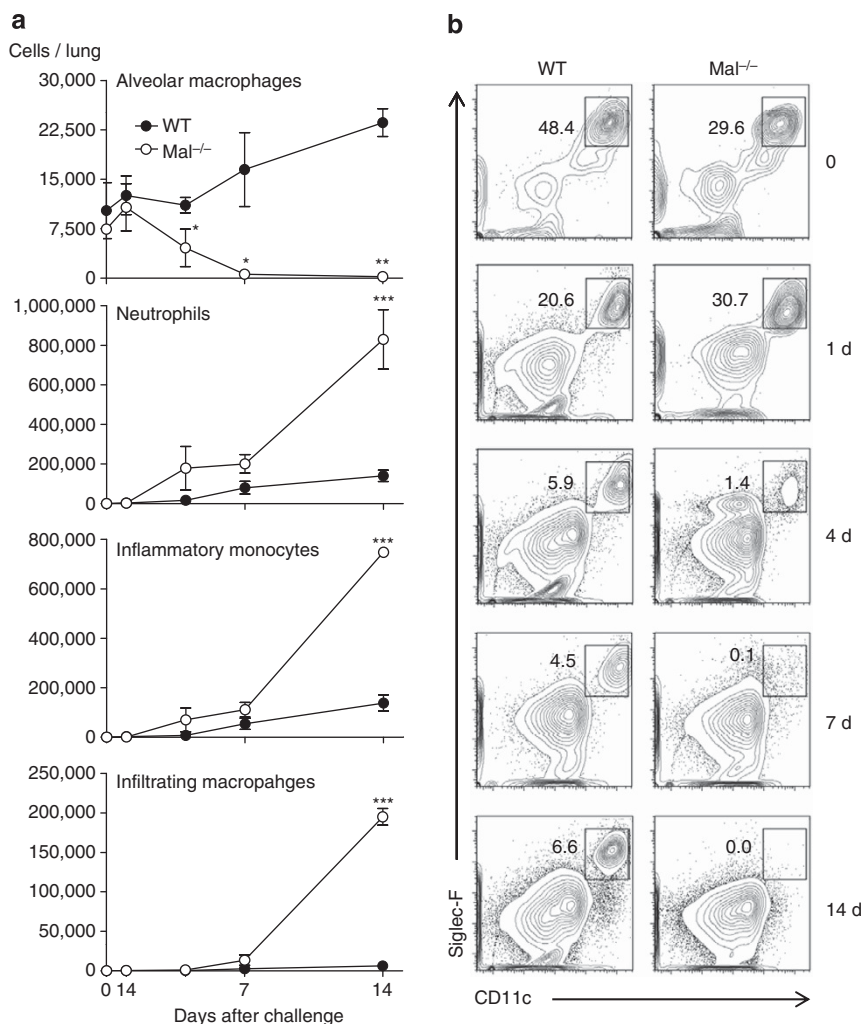 a
Cells / lung
Alveolar macrophages
30,000
22,500
15,000
7,500
0
WT
Mal–/–
*
*
**
Neutrophils
1,000,000
800,000
600,000
400,000
200,000
0
***
Inflammatory monocytes
800,000
600,000
400,000
200,000
0
***
Infiltrating macropahges
250,000
200,000
150,000
100,000
50,000
0
***
0 14 7 14
Days after challenge
b
WT Mal–/–
48.4 29.6 0
20.6 30.7 1 d
5.9 1.4 4 d
4.5 0.1 7 d
6.6 0.0 14 d
Siglec-F
CD11c